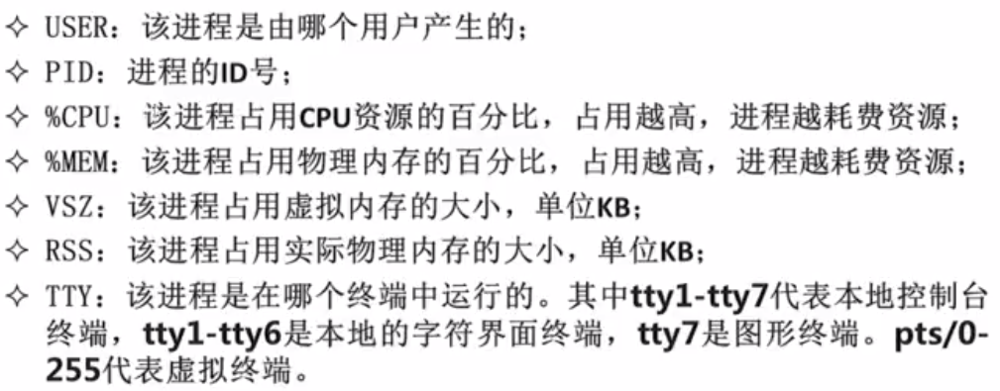 ✧ USER：该进程是由哪个用户产生的；
✧ PID：进程的ID号；
✧ %CPU：该进程占用CPU资源的百分比，占用越高，进程越耗费资源；
✧ %MEM：该进程占用物理内存的百分比，占用越高，进程越耗费资源；
✧ VSZ：该进程占用虚拟内存的大小，单位KB；
✧ RSS：该进程占用实际物理内存的大小，单位KB；
✧ TTY：该进程是在哪个终端中运行的。其中tty1-tty7代表本地控制台
终端，tty1-tty6是本地的字符界面终端，tty7是图形终端。pts/0-
255代表虚拟终端。